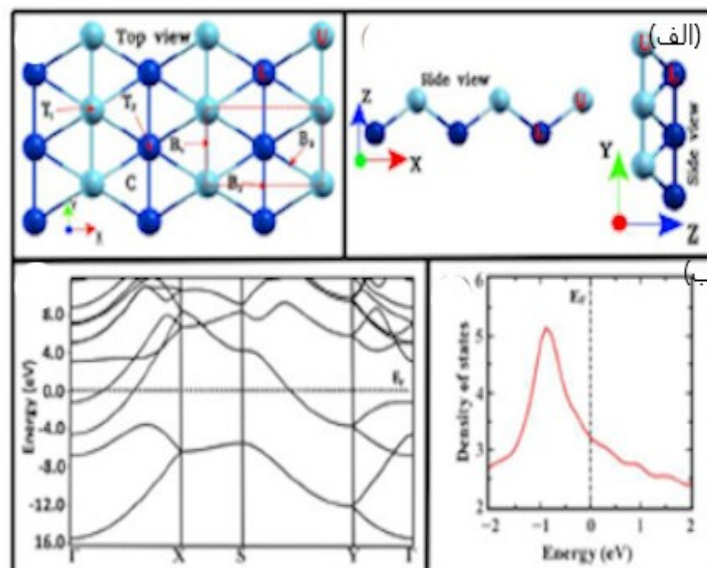 Top view
U
L
T₁
T₂
B₁
B₂
B₃
C
Y
X
(الف)
Side view
Z
L
U
X
U
L
Y
Z
Side view
8.0
4.0
0.0
-4.0
-8.0
-12.0
16.0
Energy (eV)
Γ X S Y Γ
E_F
(ب
E_f
6
5
4
3
2
Density of states
-2 -1 0 1 2
Energy (eV)